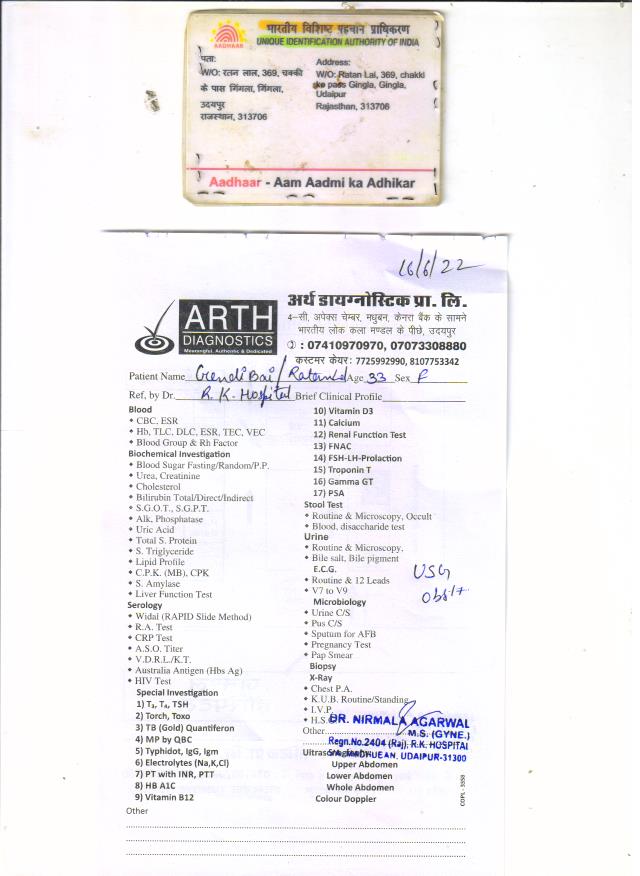 भारतीय विशिष्ट पहचान प्राधिकरण
UNIQUE IDENTIFICATION AUTHORITY OF INDIA
AADHAAR
पता:
W/O: रतन लाल, 369, चक्की
के पास गिंगला, गिंगला,
उदयपुर
राजस्थान, 313706
Address:
W/O: Ratan Lal, 369, chakki
ke pass Gingla, Gingla,
Udaipur
Rajasthan, 313706
Aadhaar - Aam Aadmi ka Adhikar
16/6/22
ARTH
DIAGNOSTICS
Meaningful, Authentic & Dedicated
अर्थ डायग्नोस्टिक प्रा. लि.
4-सी, अपेक्स चेम्बर, मधुबन, केनरा बैंक के सामने
भारतीय लोक कला मण्डल के पीछे, उदयपुर
: 07410970970, 07073308880
कस्टमर केयर: 7725992990, 8107753342
Patient Name Gendi Bai / Ratanlal Age 33 Sex F
Ref, by Dr. R. K. Hospital Brief Clinical Profile
Blood
CBC, ESR
Hb, TLC, DLC, ESR, TEC, VEC
Blood Group & Rh Factor
Biochemical Investigation
Blood Sugar Fasting/Random/P.P.
Urea, Creatinine
Cholesterol
Bilirubin Total/Direct/Indirect
S.G.O.T., S.G.P.T.
Alk, Phosphatase
Uric Acid
Total S. Protein
S. Triglyceride
Lipid Profile
C.P.K. (MB), CPK
S. Amylase
Liver Function Test
Serology
Widal (RAPID Slide Method)
R.A. Test
CRP Test
A.S.O. Titer
V.D.R.L./K.T.
Australia Antigen (Hbs Ag)
HIV Test
Special Investigation
1) T₃, T₄, TSH
2) Torch, Toxo
3) TB (Gold) Quantiferon
4) MP by QBC
5) Typhidot, IgG, Igm
6) Electrolytes (Na,K,Cl)
7) PT with INR, PTT
8) HB A1C
9) Vitamin B12
Other
10) Vitamin D3
11) Calcium
12) Renal Function Test
13) FNAC
14) FSH-LH-Prolaction
15) Troponin T
16) Gamma GT
17) PSA
Stool Test
Routine & Microscopy, Occult
Blood, disaccharide test
Urine
Routine & Microscopy,
Bile salt, Bile pigment
E.C.G.
Routine & 12 Leads
V7 to V9
Microbiology
Urine C/S
Pus C/S
Sputum for AFB
Pregnancy Test
Pap Smear
Biopsy
X-Ray
Chest P.A.
K.U.B. Routine/Standing
I.V.P.
H.S.
Other
Upper Abdomen
Lower Abdomen
Whole Abdomen
Colour Doppler
USG
DR. NIRMALA AGARWAL
M.S. (GYNE.)
Regn.No.2404 (Raj), R.K. HOSPITAL
UDAIPUR-31300
COPL - 5558